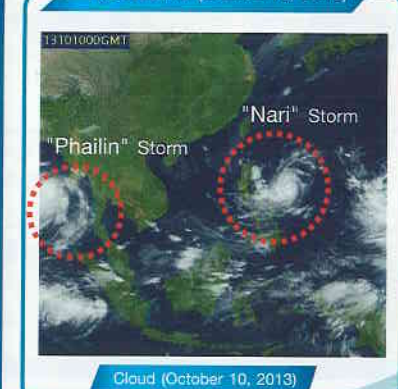 13101000GMT
"Nari" Storm
"Phailin" Storm
Cloud (October 10, 2013)